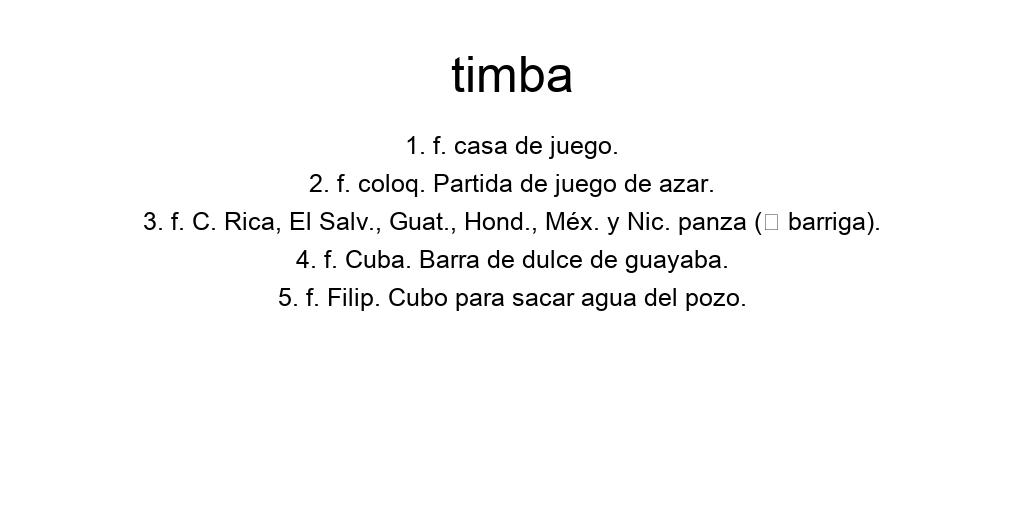 timba
1. f. casa de juego.
2. f. coloq. Partida de juego de azar.
3. f. C. Rica, El Salv., Guat., Hond., Méx. y Nic. panza (□ barriga).
4. f. Cuba. Barra de dulce de guayaba.
5. f. Filip. Cubo para sacar agua del pozo.